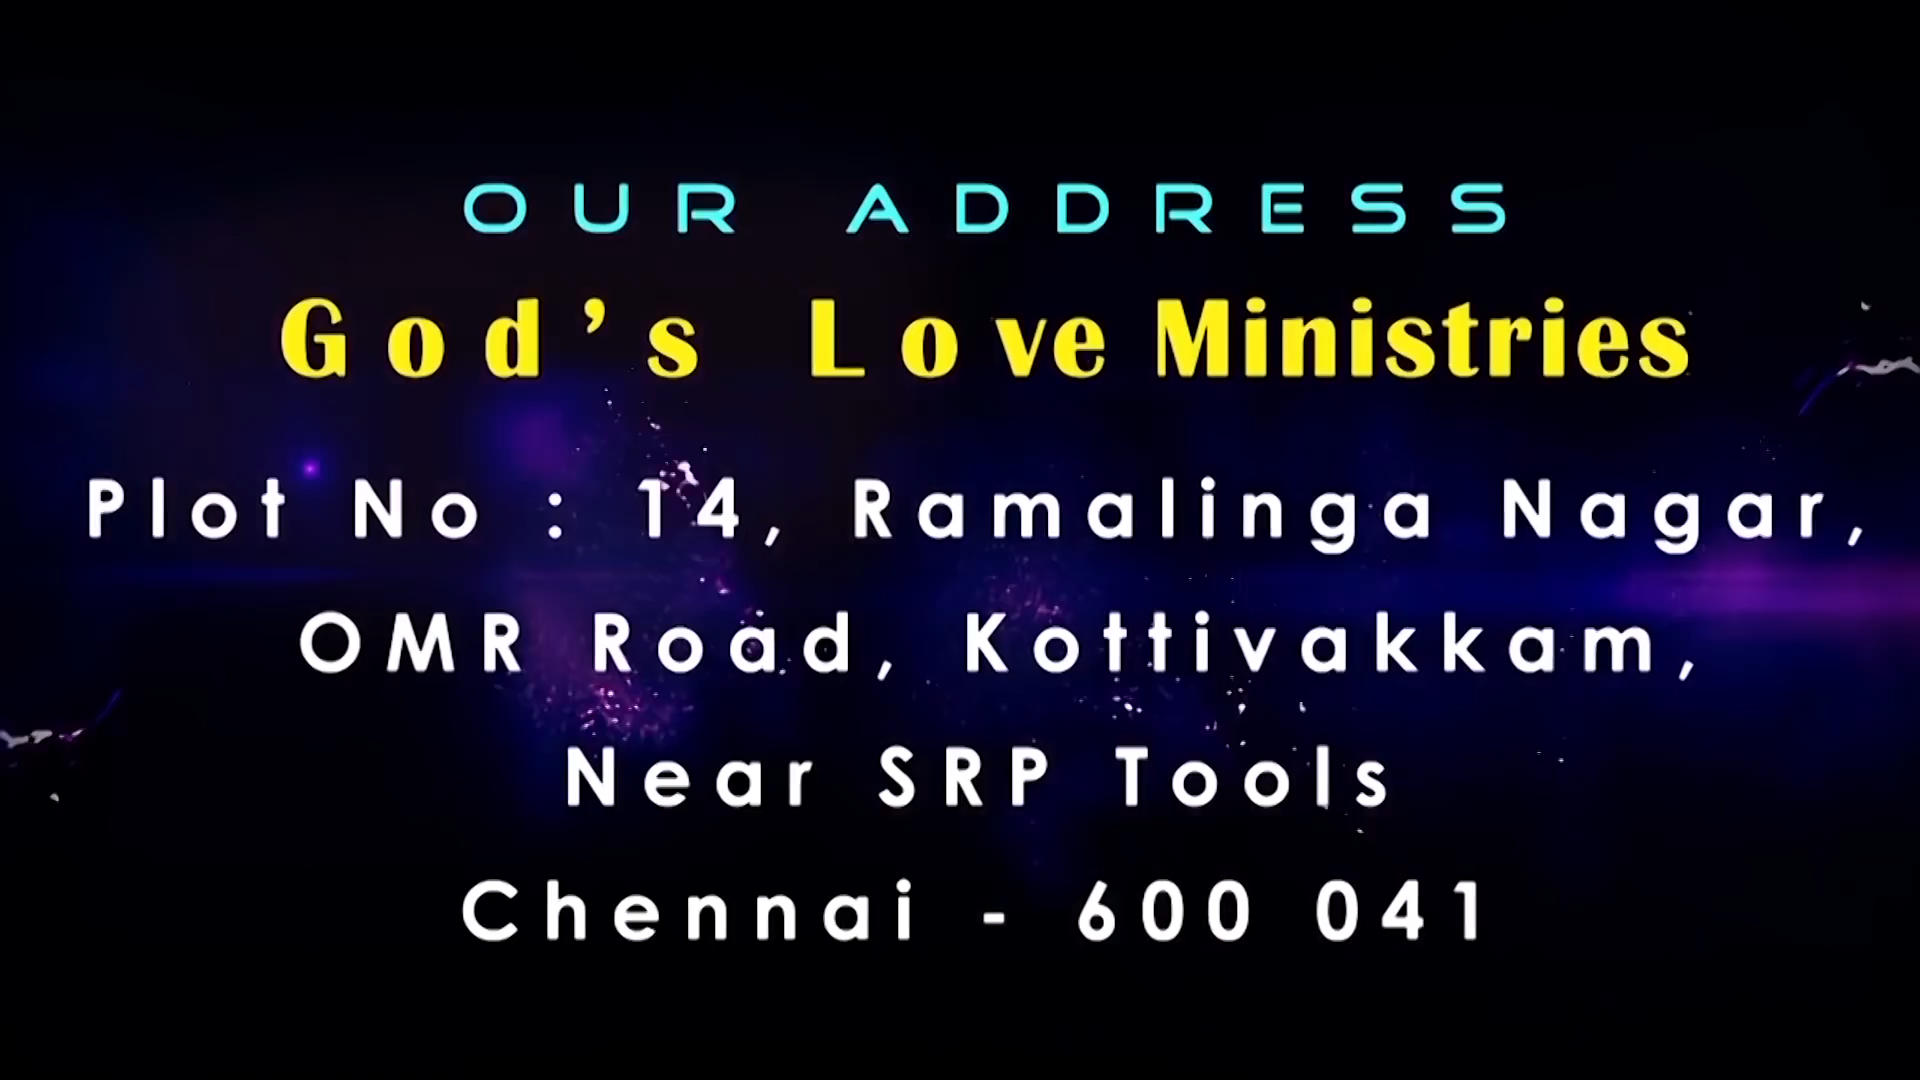 OUR ADDRESS
God’s Love Ministries
Plot No : 14, Ramalinga Nagar,
OMR Road, Kottivakkam,
Near SRP Tools
Chennai - 600 041